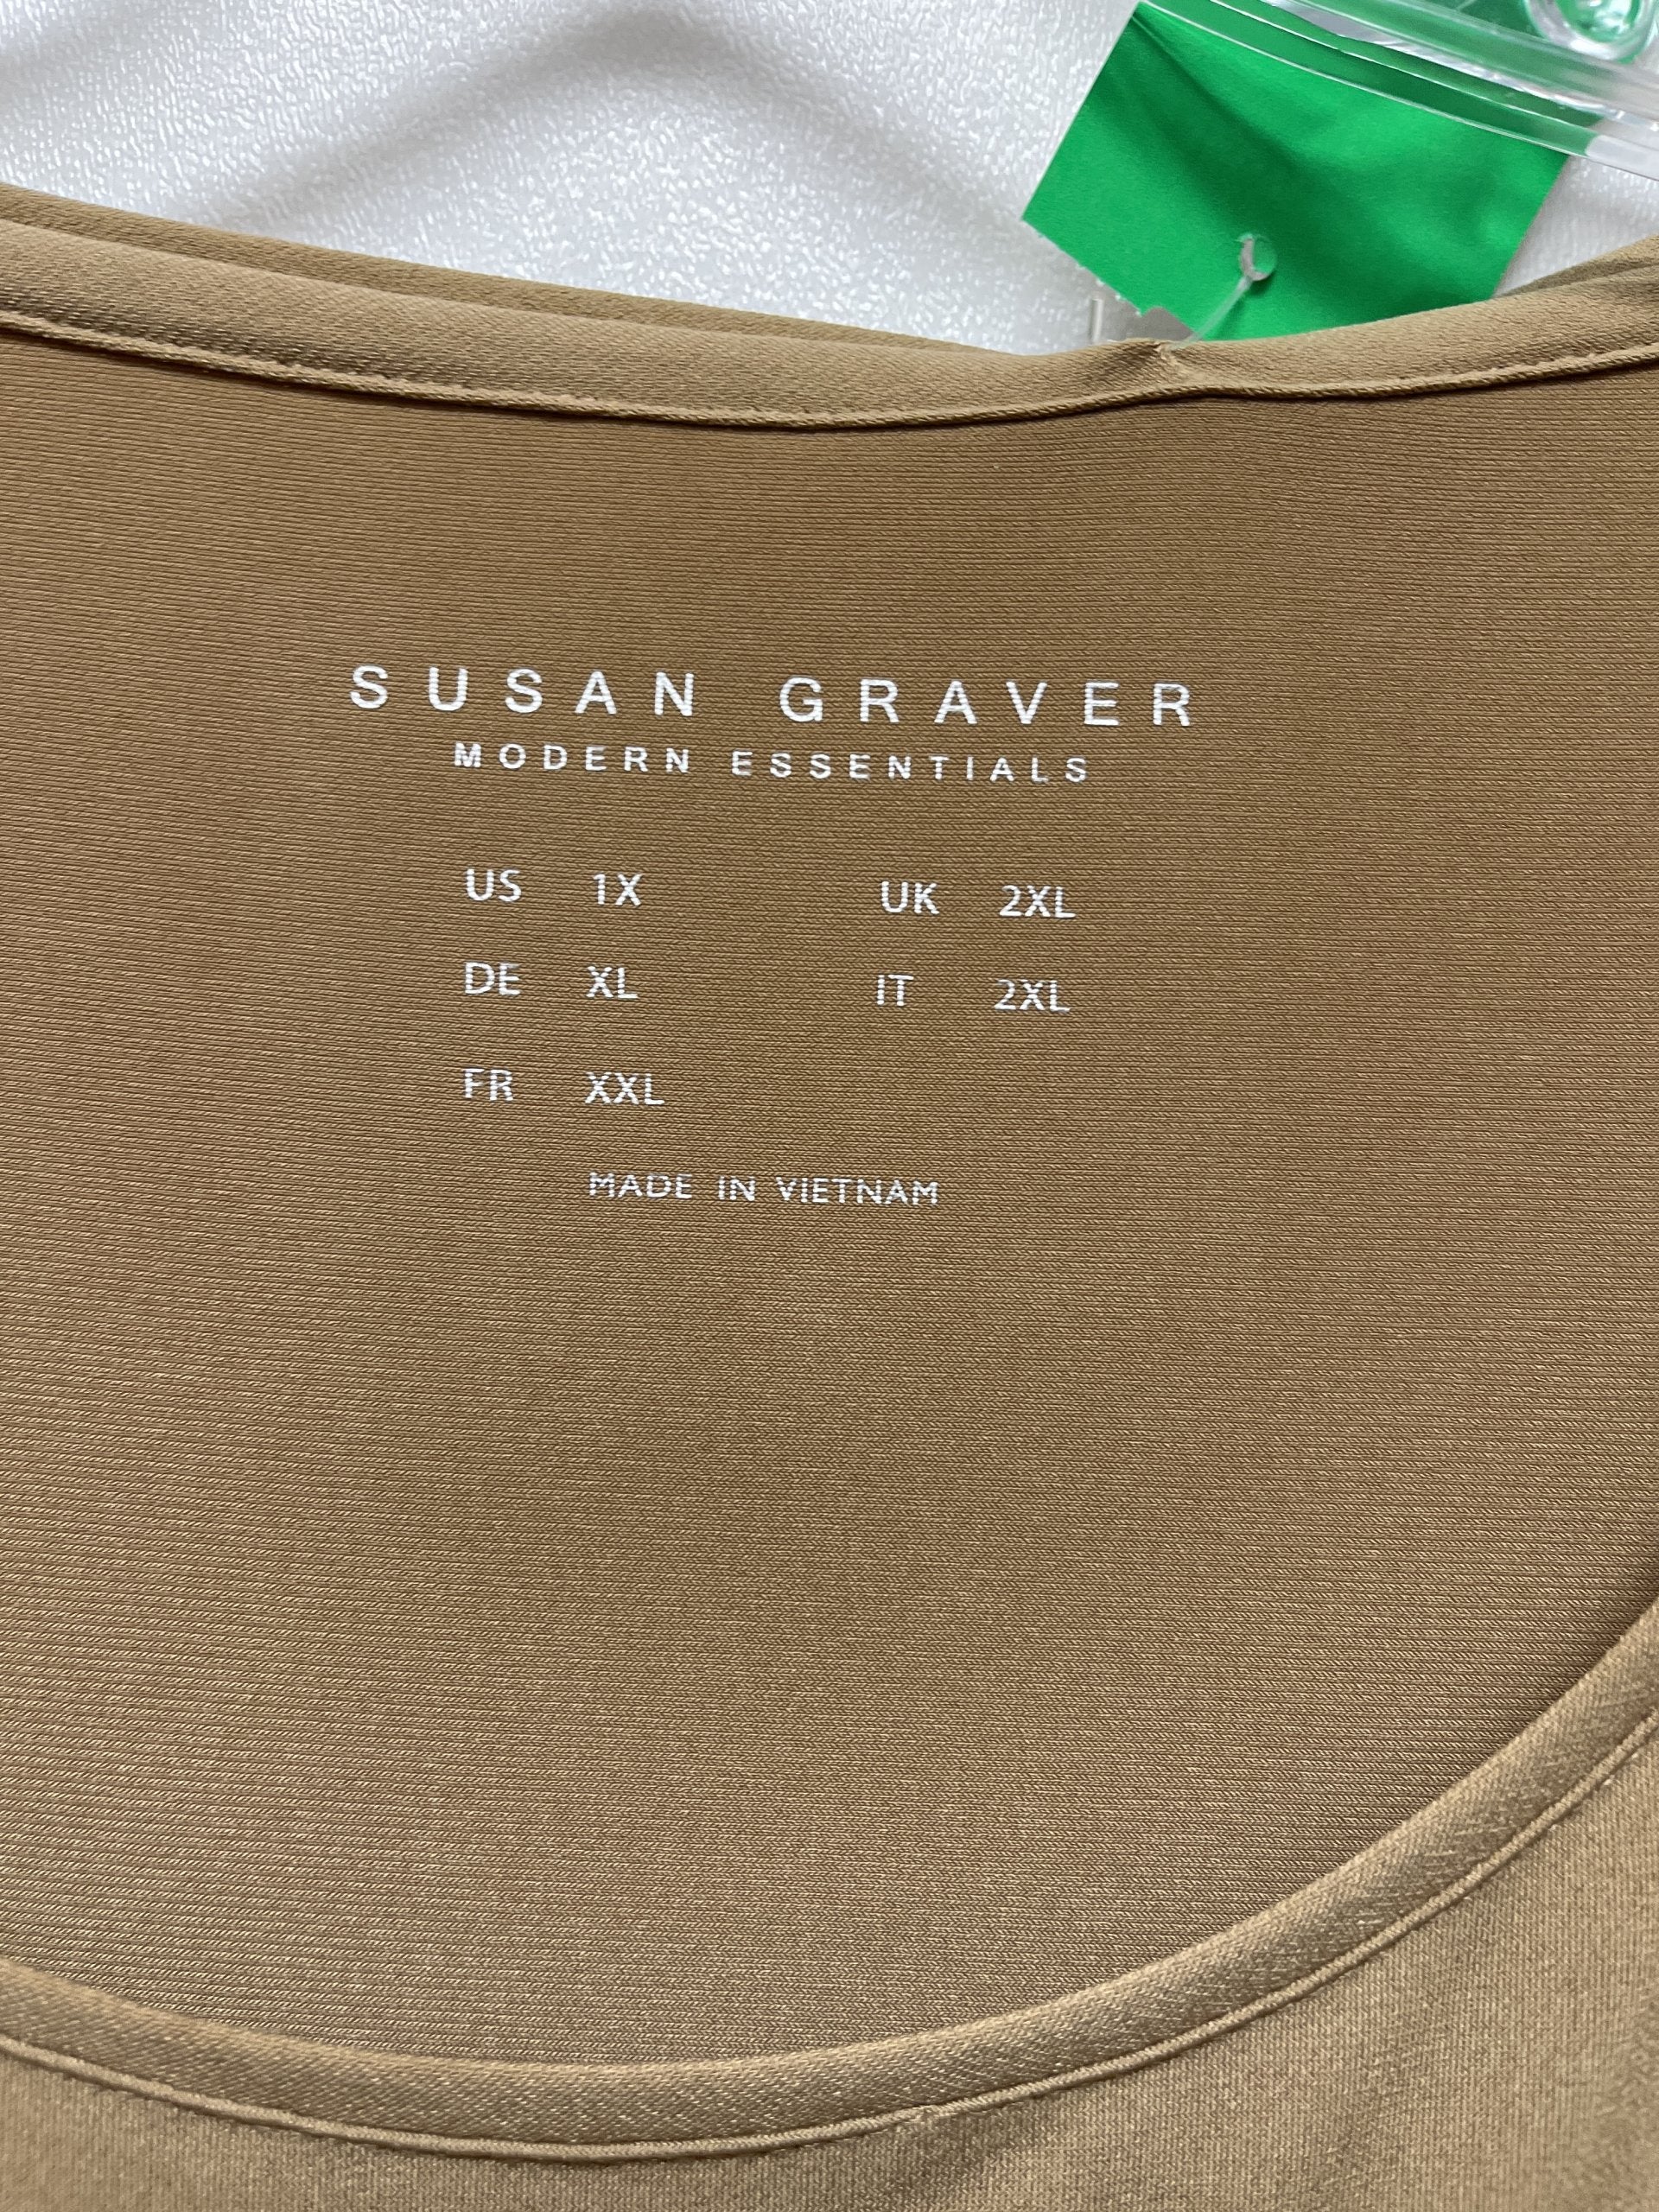 SUSAN GRAVER
MODERN ESSENTIALS
US 1X UK 2XL
DE XL IT 2XL
FR XXL
MADE IN VIETNAM